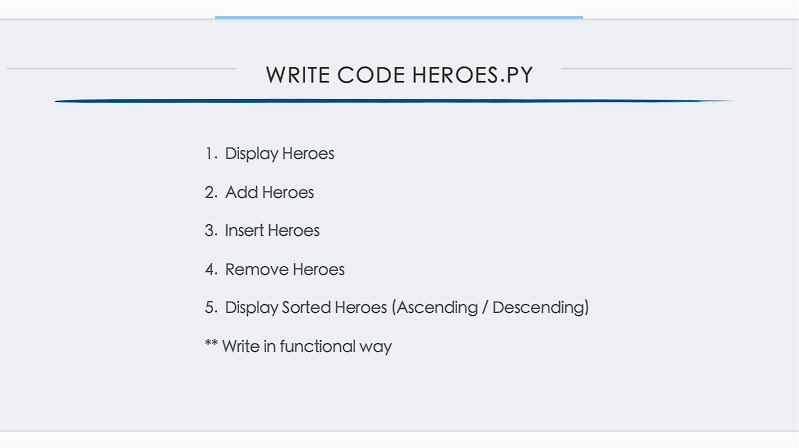 WRITE CODE HEROES.PY
1. Display Heroes
2. Add Heroes
3. Insert Heroes
4. Remove Heroes
5. Display Sorted Heroes (Ascending / Descending)
** Write in functional way